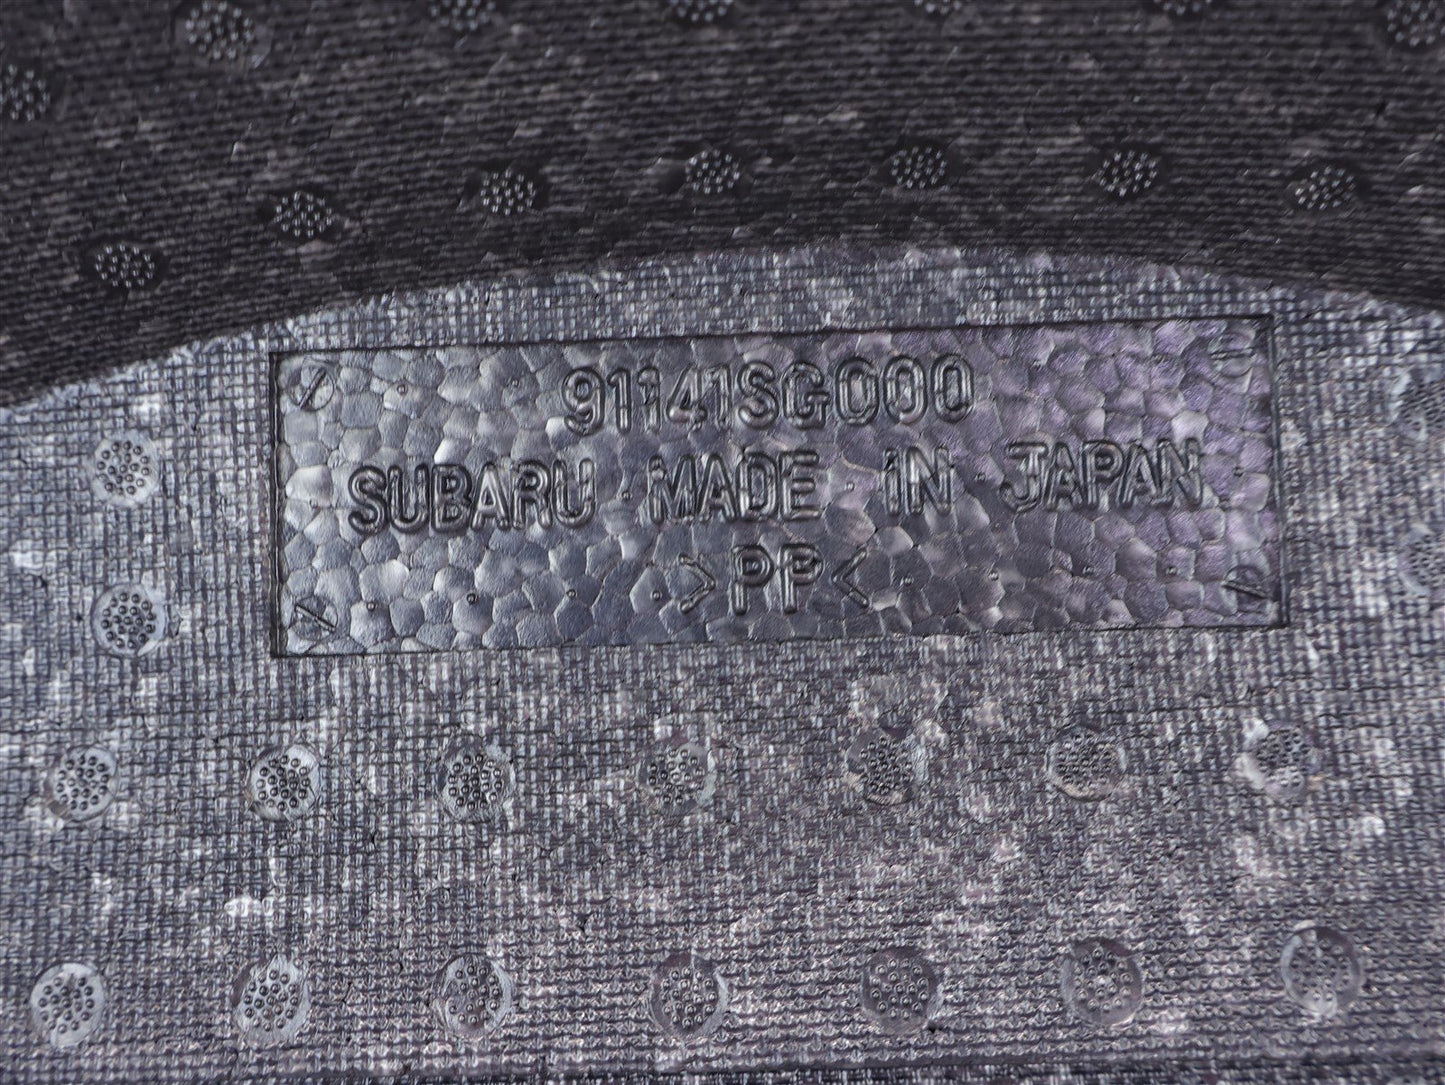 91141SG000
SUBARU MADE IN JAPAN
>PP<